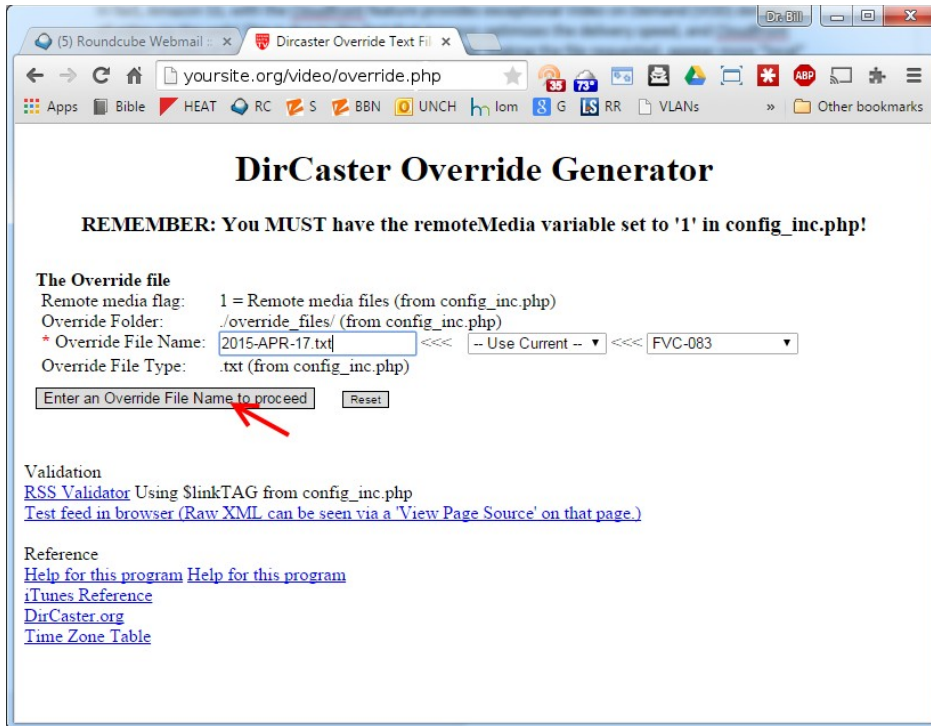 Dr. Bill
(5) Roundcube Webmail ::
Dircaster Override Text Fil
yoursite.org/video/override.php
35
73°
ABP
Apps Bible HEAT RC S BBN UNCH Iom G RR VLANs » Other bookmarks
DirCaster Override Generator
REMEMBER: You MUST have the remoteMedia variable set to '1' in config_inc.php!
The Override file
Remote media flag: 1 = Remote media files (from config_inc.php)
Override Folder: ./override_files/ (from config_inc.php)
* Override File Name: 2015-APR-17.txt <<< -- Use Current -- <<< FVC-083
Override File Type: .txt (from config_inc.php)
Enter an Override File Name to proceed Reset
Validation
RSS Validator Using $linkTAG from config_inc.php
Test feed in browser (Raw XML can be seen via a 'View Page Source' on that page.)
Reference
Help for this program Help for this program
iTunes Reference
DirCaster.org
Time Zone Table